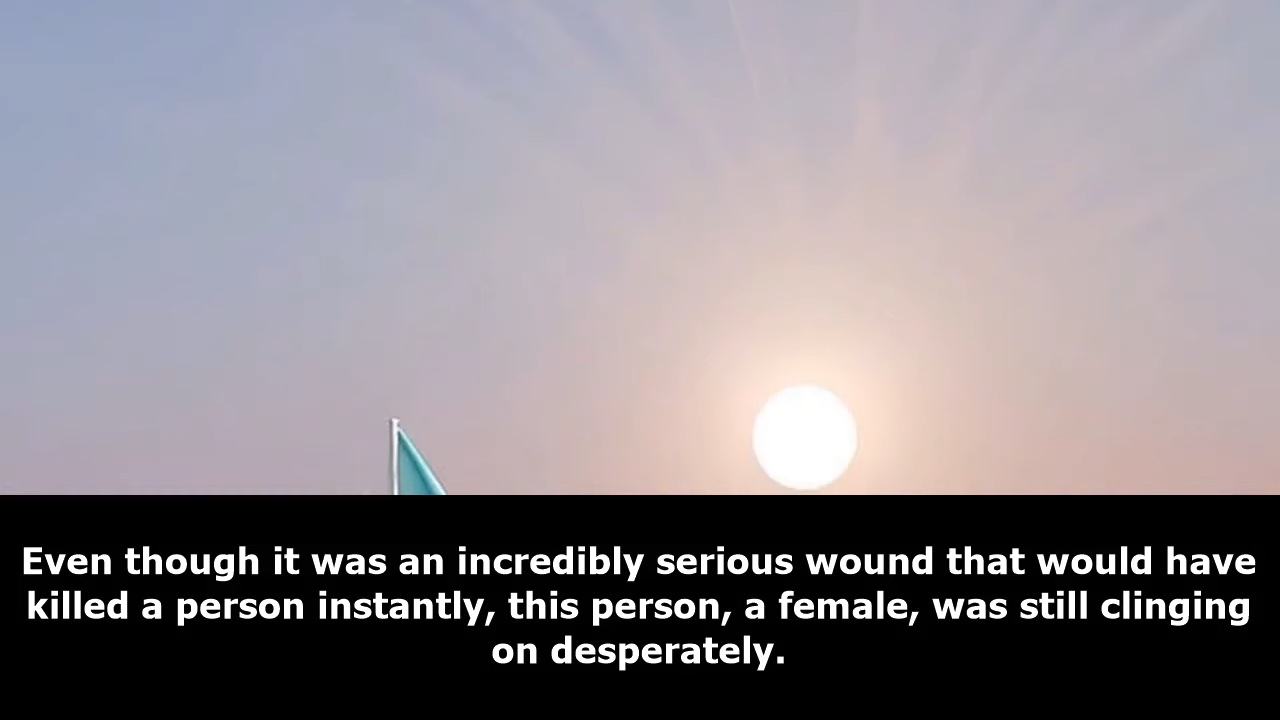 Even though it was an incredibly serious wound that would have
killed a person instantly, this person, a female, was still clinging
on desperately.